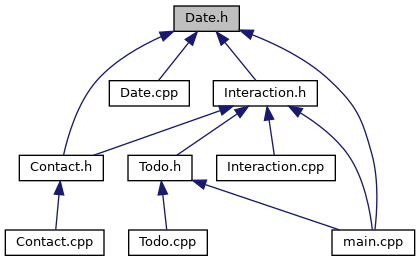 Date.h
Date.cpp
Interaction.h
Contact.h
Todo.h
Interaction.cpp
Contact.cpp
Todo.cpp
main.cpp